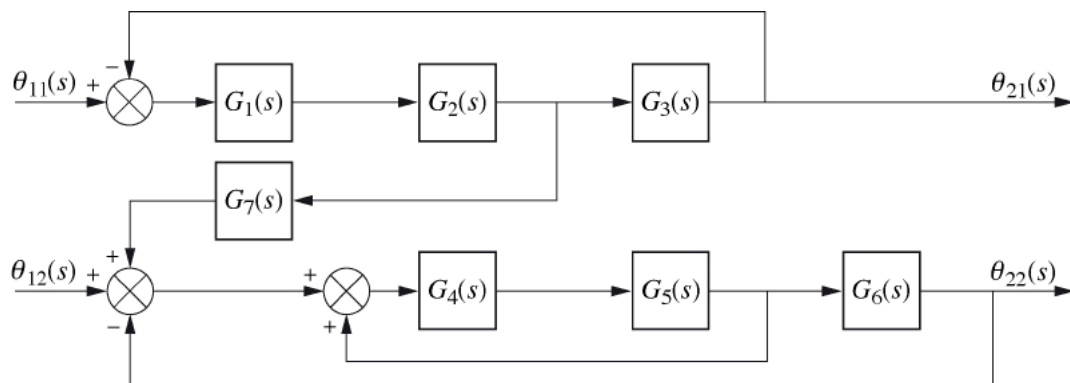 −
θ₁₁(s) + G₁(s) G₂(s) G₃(s) θ₂₁(s)
G₇(s)
+
θ₁₂(s) + + G₄(s) G₅(s) G₆(s) θ₂₂(s)
− +